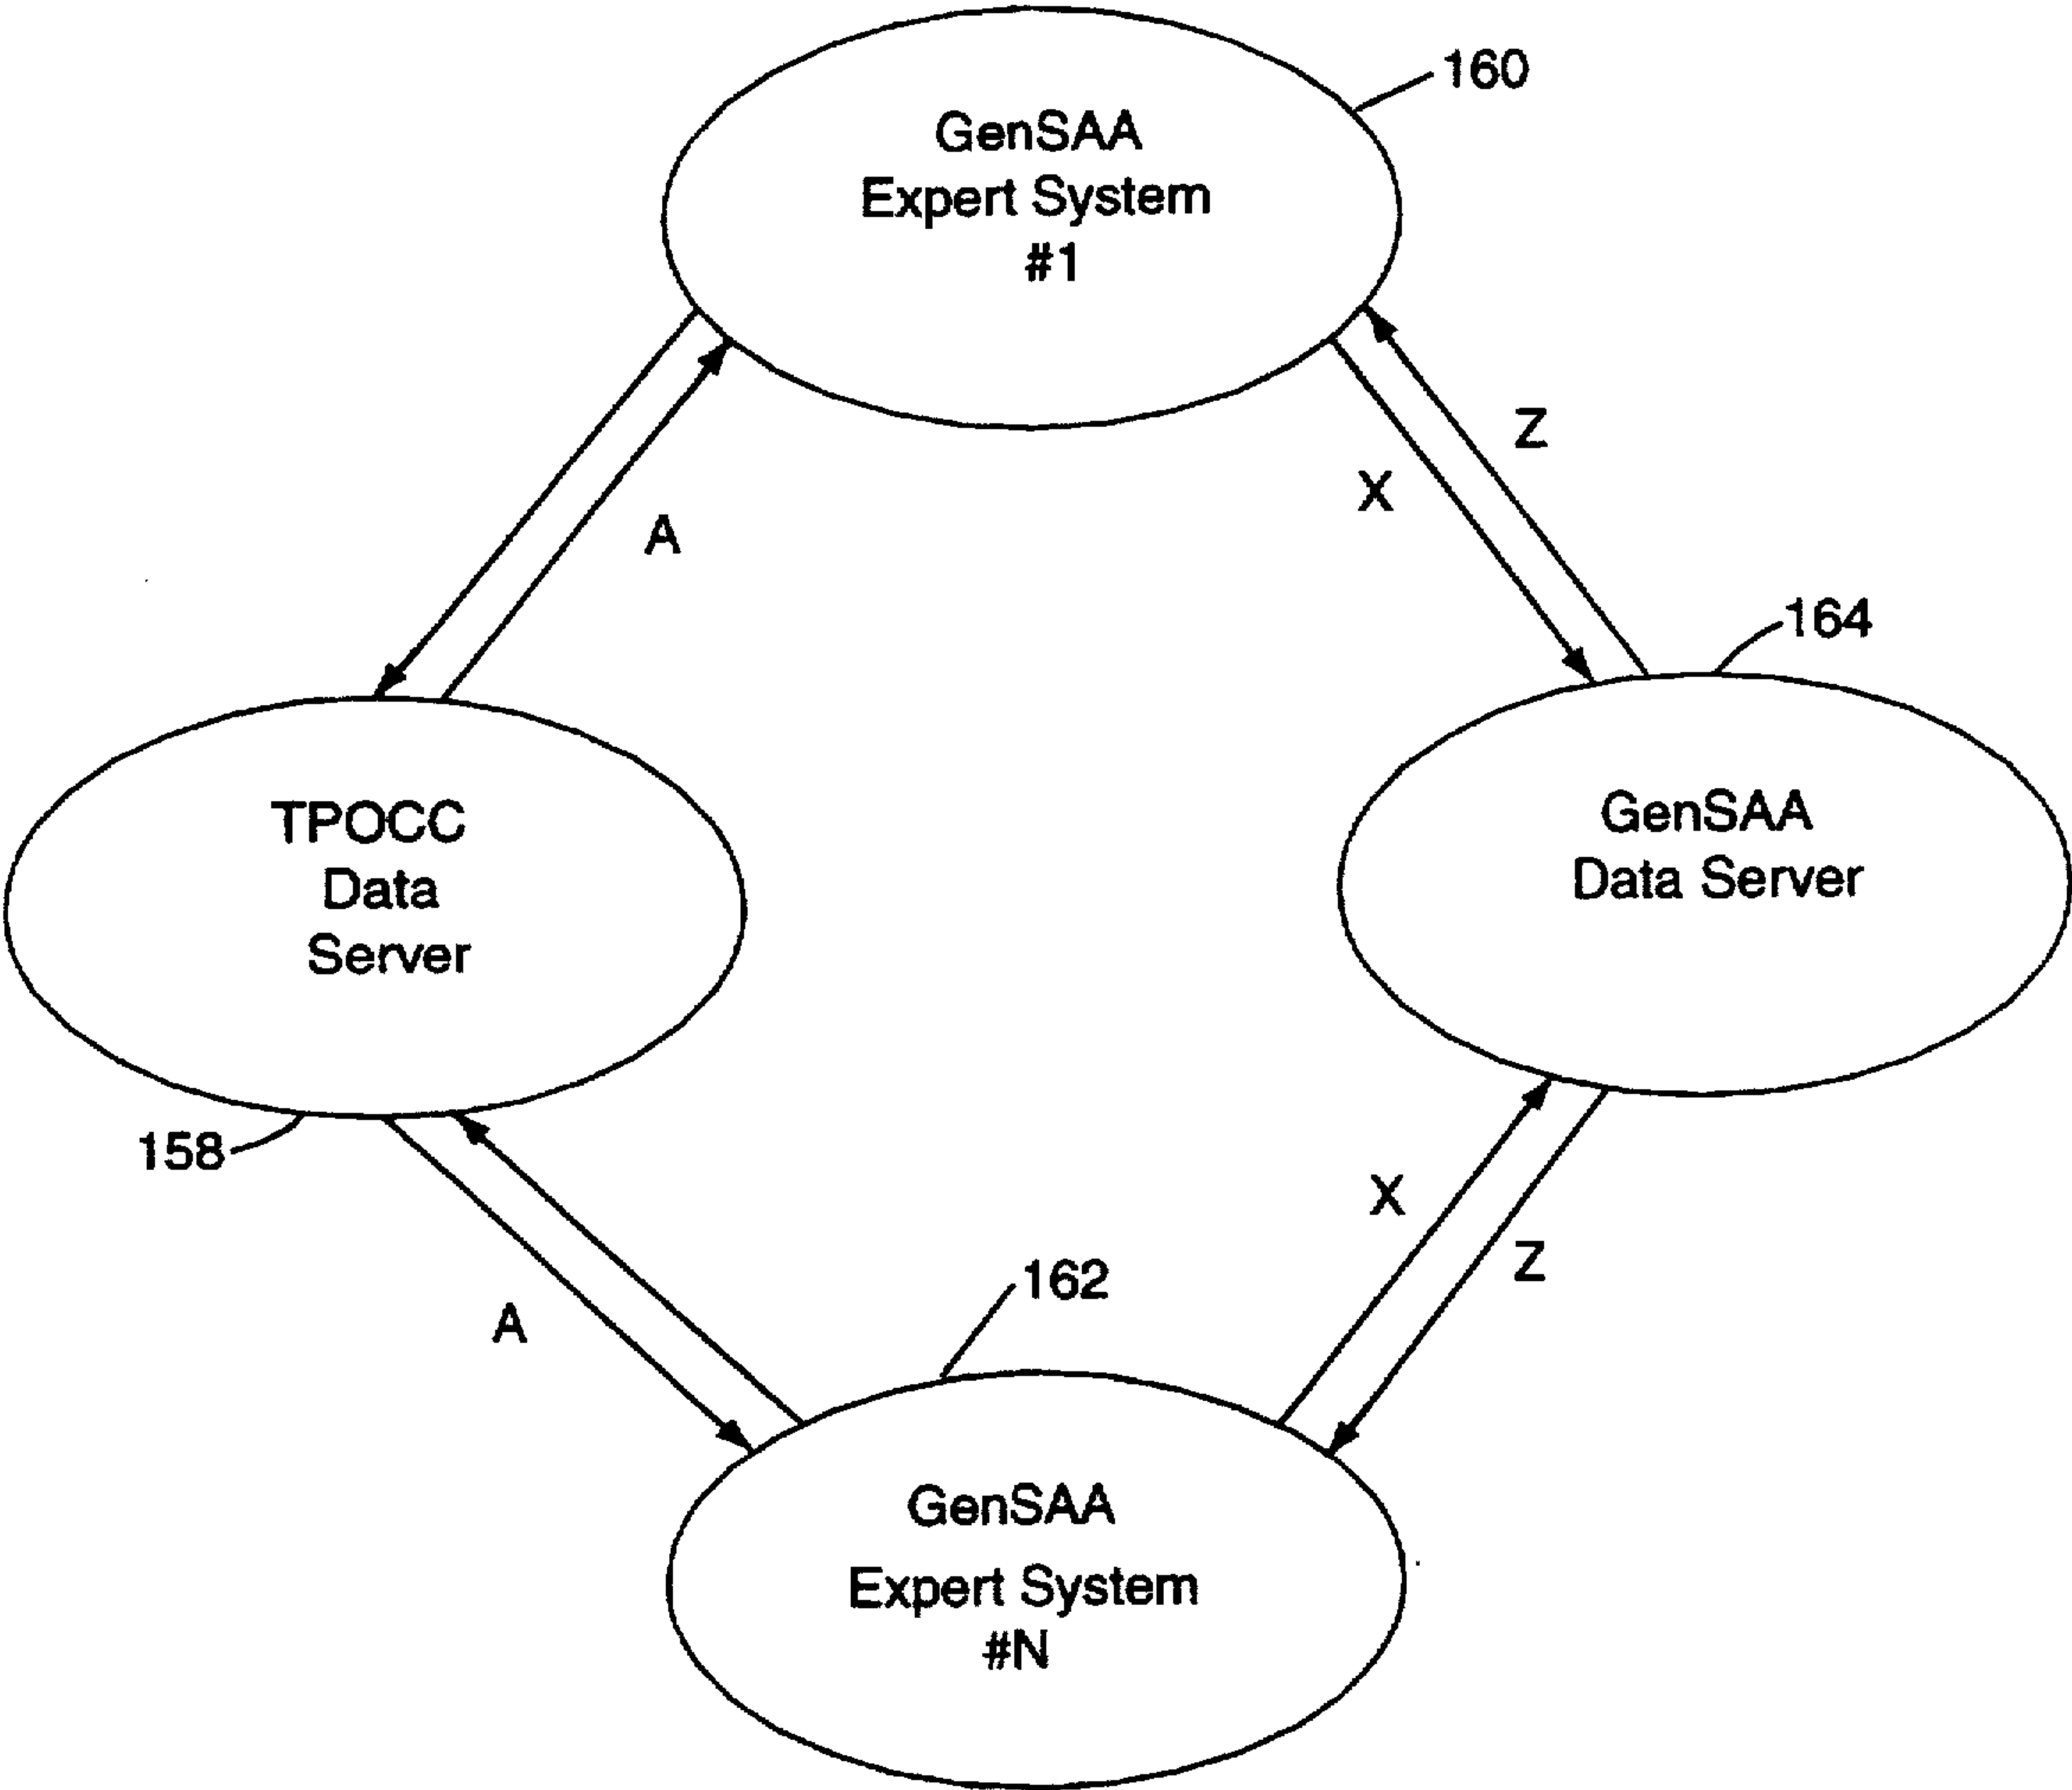 160
GenSAA
Expert System
#1
Z
X
A
164
TPOCC
Data
Server
GenSAA
Data Server
158
X
Z
162
A
GenSAA
Expert System
#N